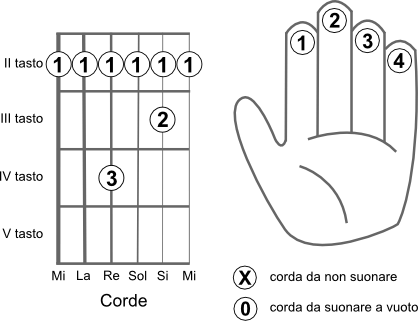 1 2 3 4
II tasto 1 1 1 1 1 1
III tasto 2
IV tasto 3
V tasto
Mi La Re Sol Si Mi
Corde
X corda da non suonare
0 corda da suonare a vuoto